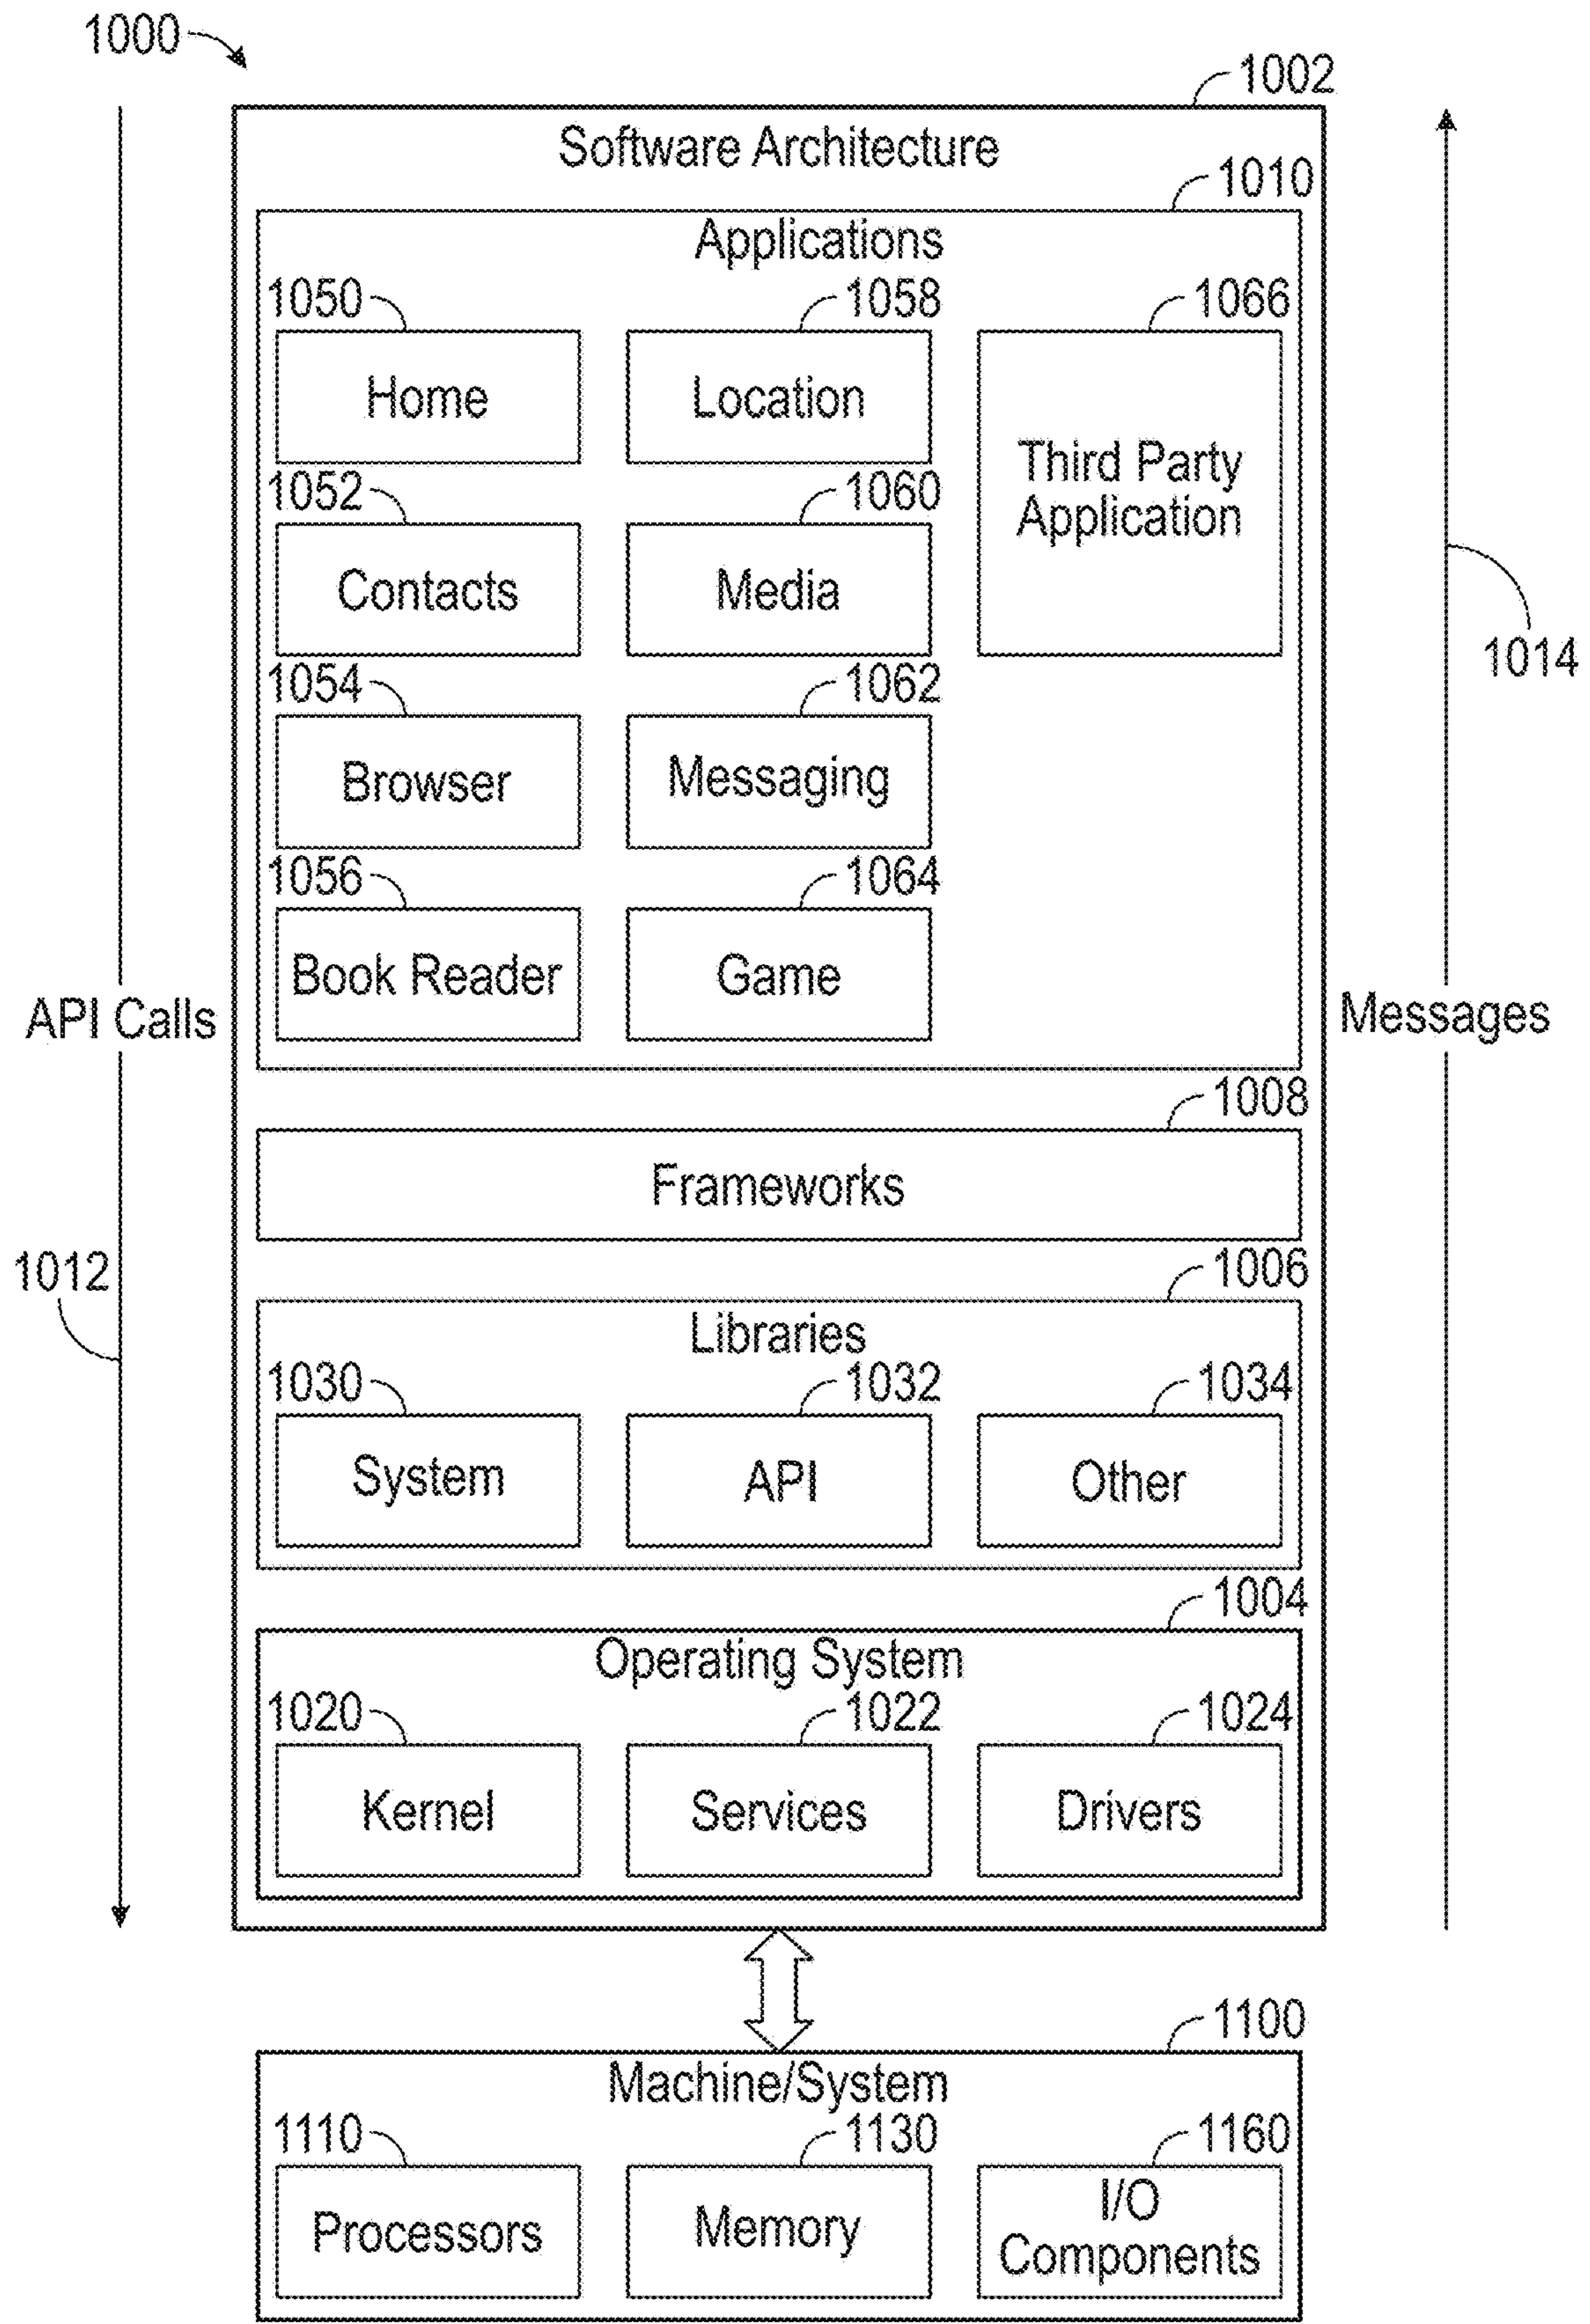 1000
1002
Software Architecture
1010
Applications
1050
1058
1066
Home
Location
Third Party
Application
1052
1060
Contacts
Media
1014
1054
1062
Browser
Messaging
1056
1064
Book Reader
Game
API Calls
Messages
1008
Frameworks
1012
1006
Libraries
1030
1032
1034
System
API
Other
1004
Operating System
1020
1022
1024
Kernel
Services
Drivers
1100
Machine/System
1110
1130
1160
Processors
Memory
I/O
Components